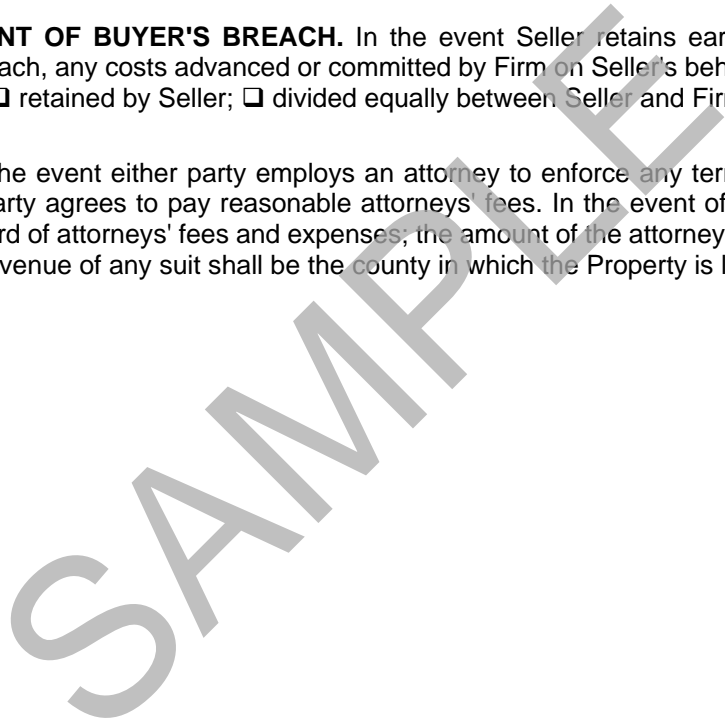 NT OF BUYER'S BREACH. In the event Seller retains ear
ach, any costs advanced or committed by Firm on Seller's beh
❑ retained by Seller; ❑ divided equally between Seller and Fir
he event either party employs an attorney to enforce any ter
arty agrees to pay reasonable attorneys' fees. In the event of
rd of attorneys' fees and expenses; the amount of the attorney
venue of any suit shall be the county in which the Property is l
SAMPLE